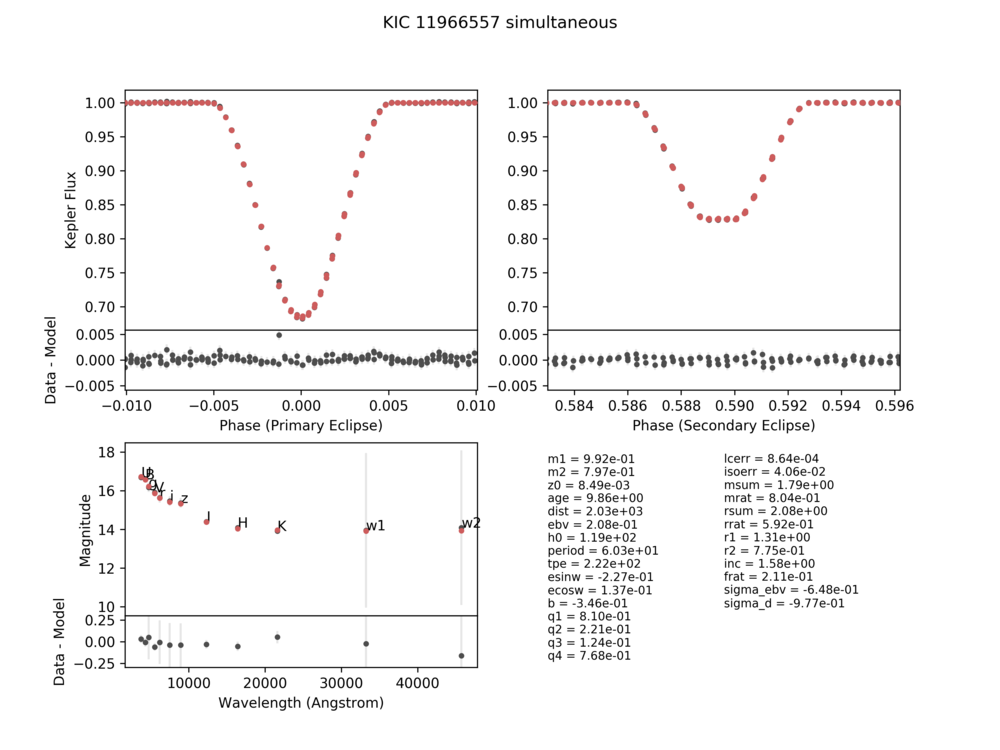 KIC 11966557 simultaneous
1.00
0.95
0.90
0.85
0.80
0.75
0.70
Kepler Flux
0.005
0.000
−0.005
Data - Model
−0.010 −0.005 0.000 0.005 0.010
Phase (Primary Eclipse)
1.00
0.95
0.90
0.85
0.80
0.75
0.70
0.005
0.000
−0.005
0.584 0.586 0.588 0.590 0.592 0.594 0.596
Phase (Secondary Eclipse)
18
16
14
12
10
Magnitude
B
V
i
z
J
H
K
w1
w2
0.25
0.00
−0.25
Data - Model
10000 20000 30000 40000
Wavelength (Angstrom)
m1 = 9.92e-01
m2 = 7.97e-01
z0 = 8.49e-03
age = 9.86e+00
dist = 2.03e+03
ebv = 2.08e-01
h0 = 1.19e+02
period = 6.03e+01
tpe = 2.22e+02
esinw = -2.27e-01
ecosw = 1.37e-01
b = -3.46e-01
q1 = 8.10e-01
q2 = 2.21e-01
q3 = 1.24e-01
q4 = 7.68e-01
lcerr = 8.64e-04
isoerr = 4.06e-02
msum = 1.79e+00
mrat = 8.04e-01
rsum = 2.08e+00
rrat = 5.92e-01
r1 = 1.31e+00
r2 = 7.75e-01
inc = 1.58e+00
frat = 2.11e-01
sigma_ebv = -6.48e-01
sigma_d = -9.77e-01